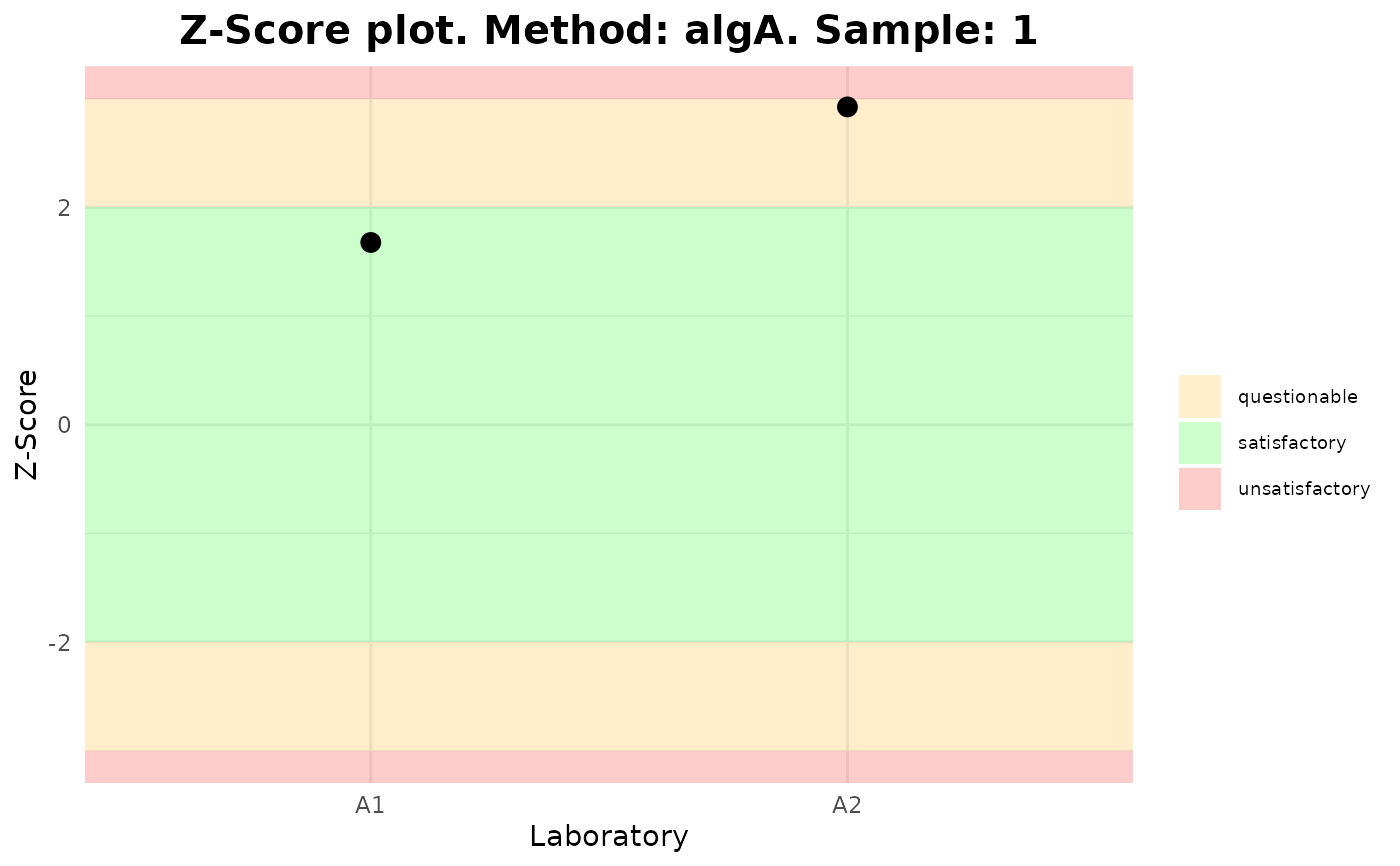 Z-Score plot. Method: algA. Sample: 1
2
0
-2
Z-Score
A1
A2
Laboratory
questionable
satisfactory
unsatisfactory